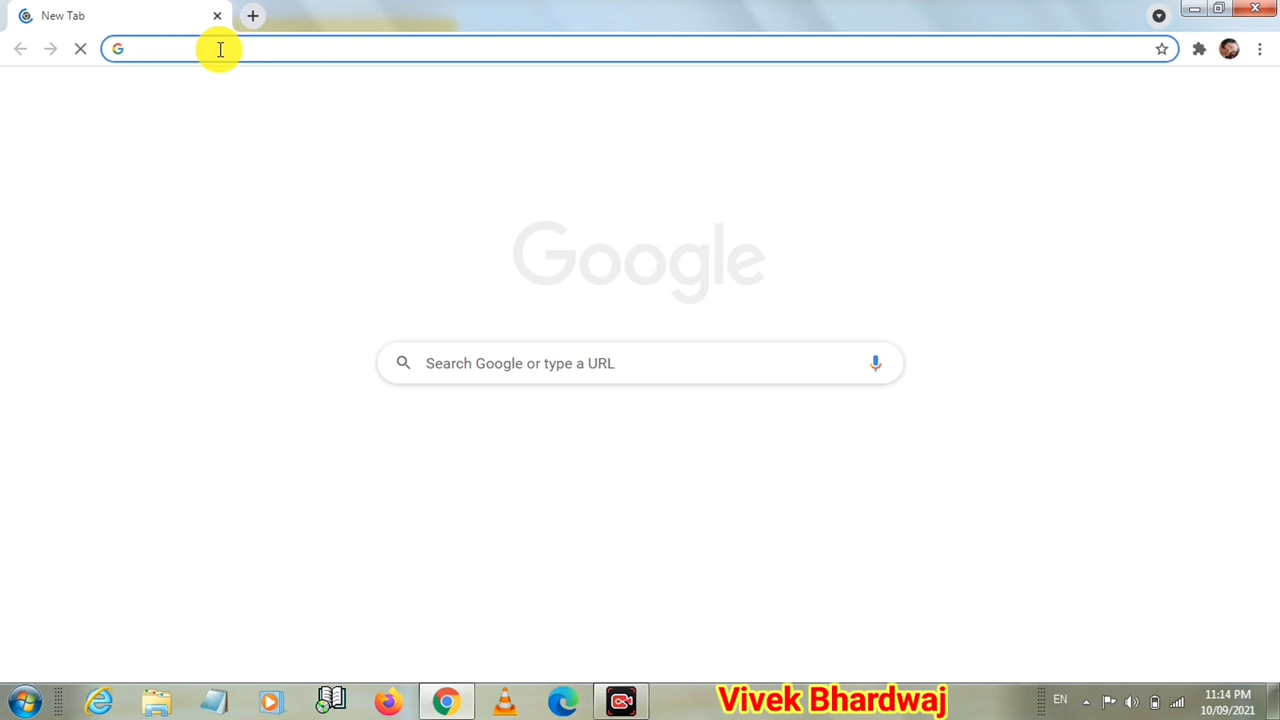 New Tab
Google
Search Google or type a URL
Vivek Bhardwaj
EN
11:14 PM
10/09/2021